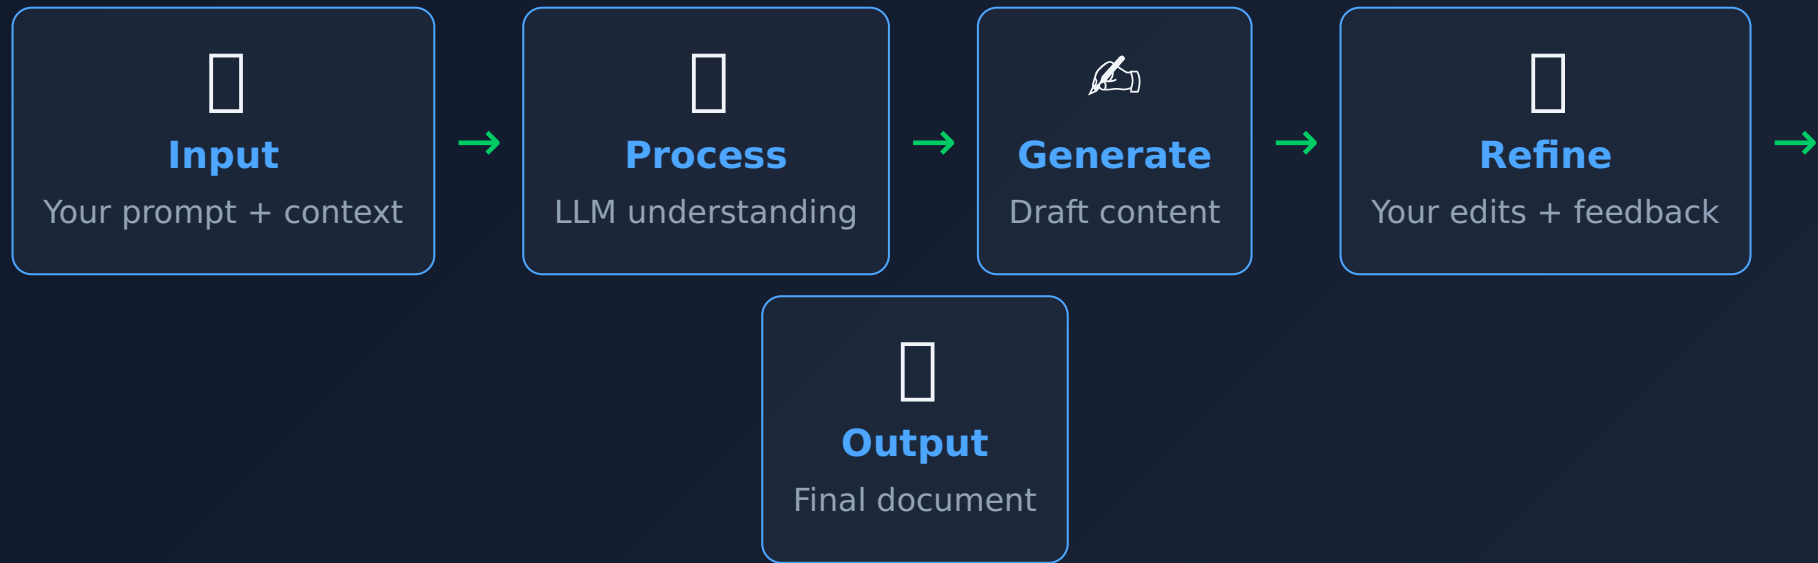 Input
Your prompt + context
→
Process
LLM understanding
→
✍
Generate
Draft content
→
Refine
Your edits + feedback
→
Output
Final document